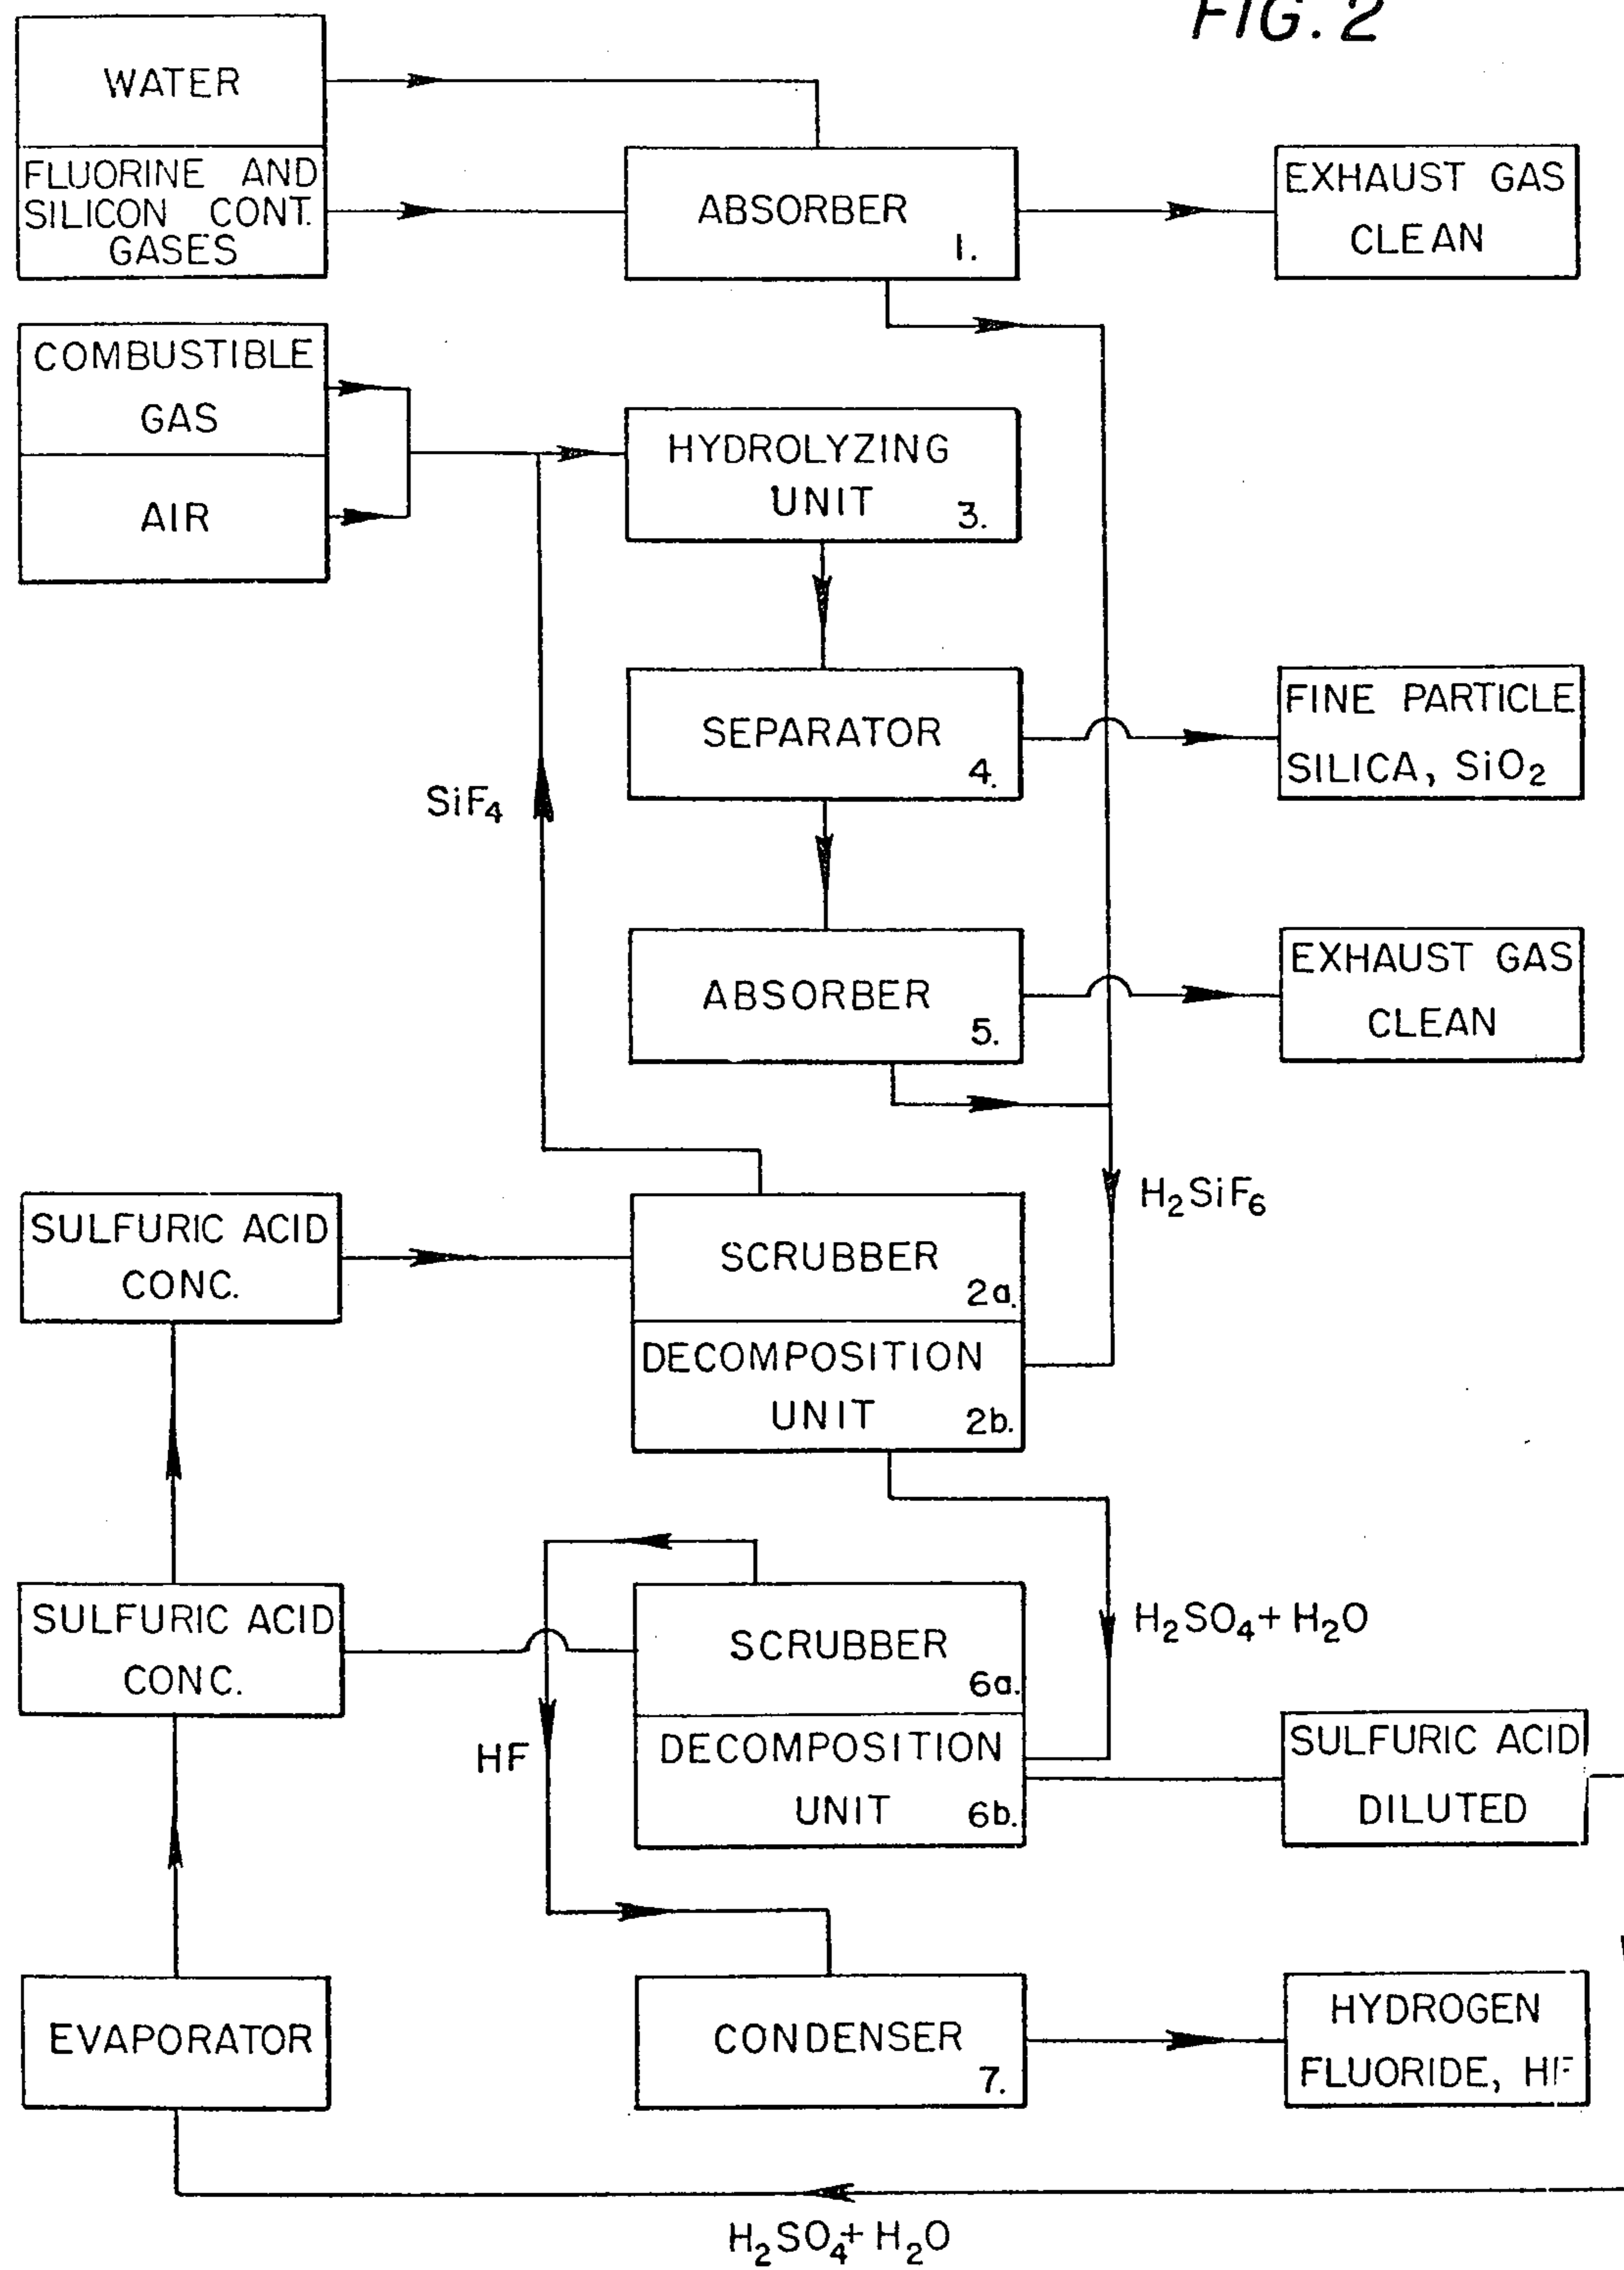 FIG. 2
WATER
FLUORINE AND
SILICON CONT.
GASES
ABSORBER
1.
EXHAUST GAS
CLEAN
COMBUSTIBLE
GAS
AIR
HYDROLYZING
UNIT
3.
SEPARATOR
4.
FINE PARTICLE
SILICA, SiO2
SiF4
ABSORBER
5.
EXHAUST GAS
CLEAN
H2SiF6
SULFURIC ACID
CONC.
SCRUBBER
2a.
DECOMPOSITION
UNIT
2b.
SULFURIC ACID
CONC.
SCRUBBER
6a.
H2SO4+H2O
HF
DECOMPOSITION
UNIT
6b.
SULFURIC ACID
DILUTED
EVAPORATOR
CONDENSER
7.
HYDROGEN
FLUORIDE, HF
H2SO4+H2O